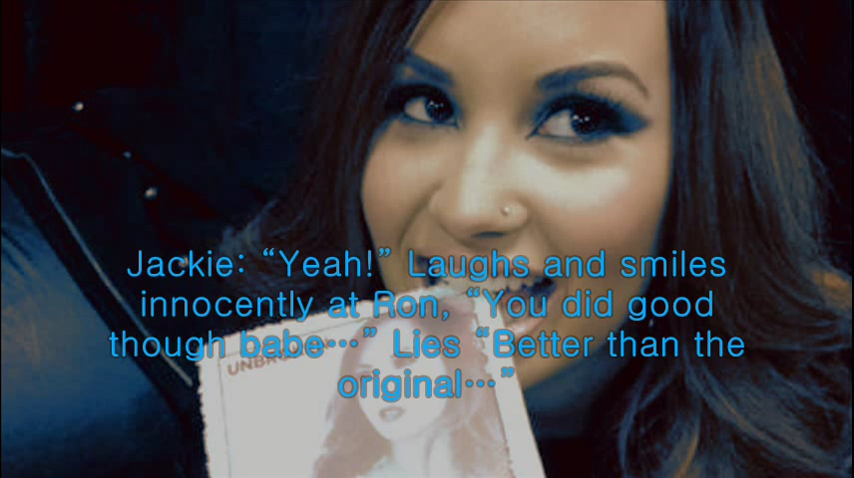 Jackie: “Yeah!” Laughs and smiles
innocently at Ron, “You did good
though babe…” Lies “Better than the
original…”